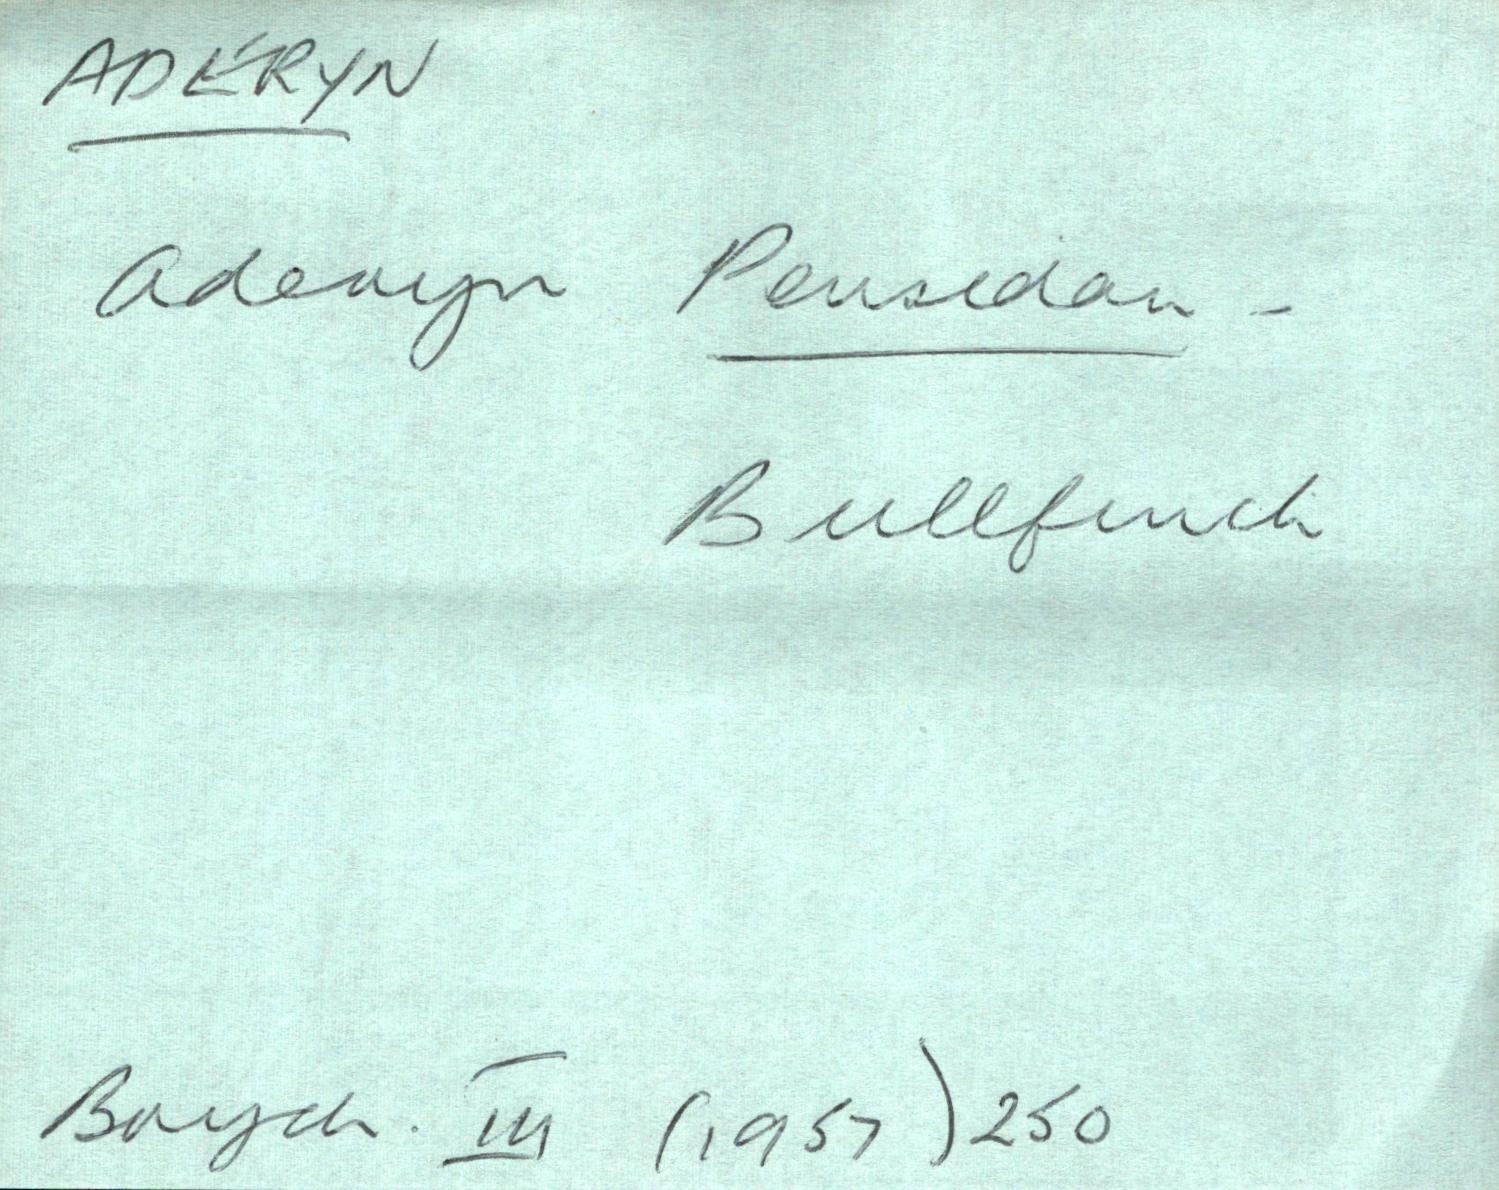 ADERYN
Aderyn Pensidan -
Bullfinch
Brych. III (1957) 250